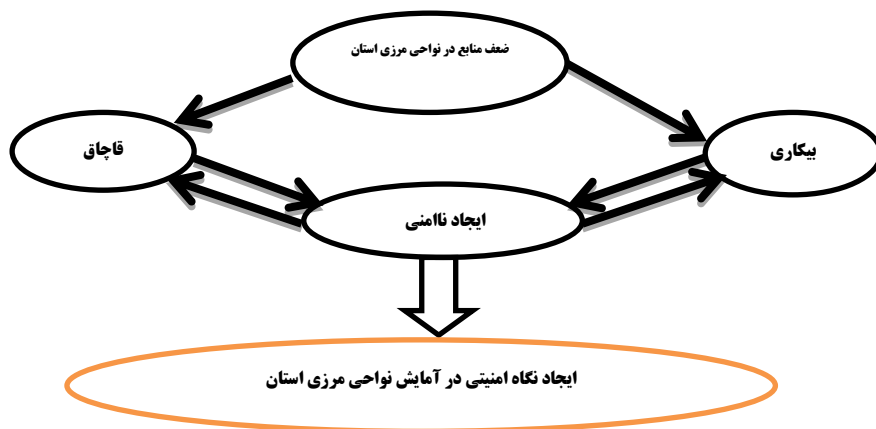 ضعف منابع در نواحی مرزی استان
بیکاری
قاچاق
ایجاد ناامنی
ایجاد نگاه امنیتی در آمایش نواحی مرزی استان